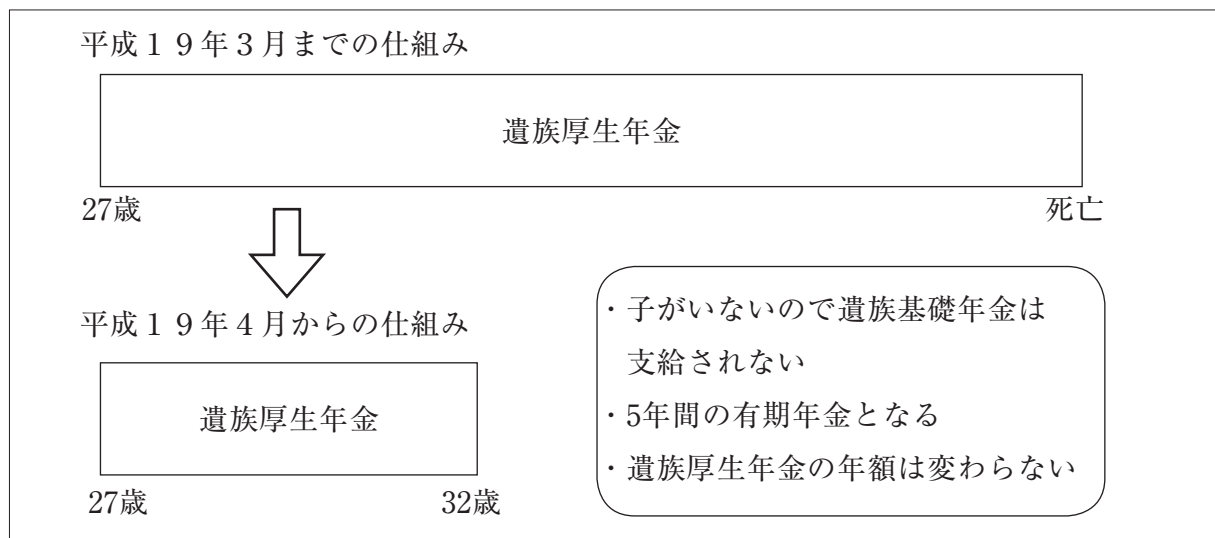 平成１９年３月までの仕組み
遺族厚生年金
27歳
死亡
平成１９年４月からの仕組み
遺族厚生年金
27歳
32歳
・子がいないので遺族基礎年金は
支給されない
・5年間の有期年金となる
・遺族厚生年金の年額は変わらない